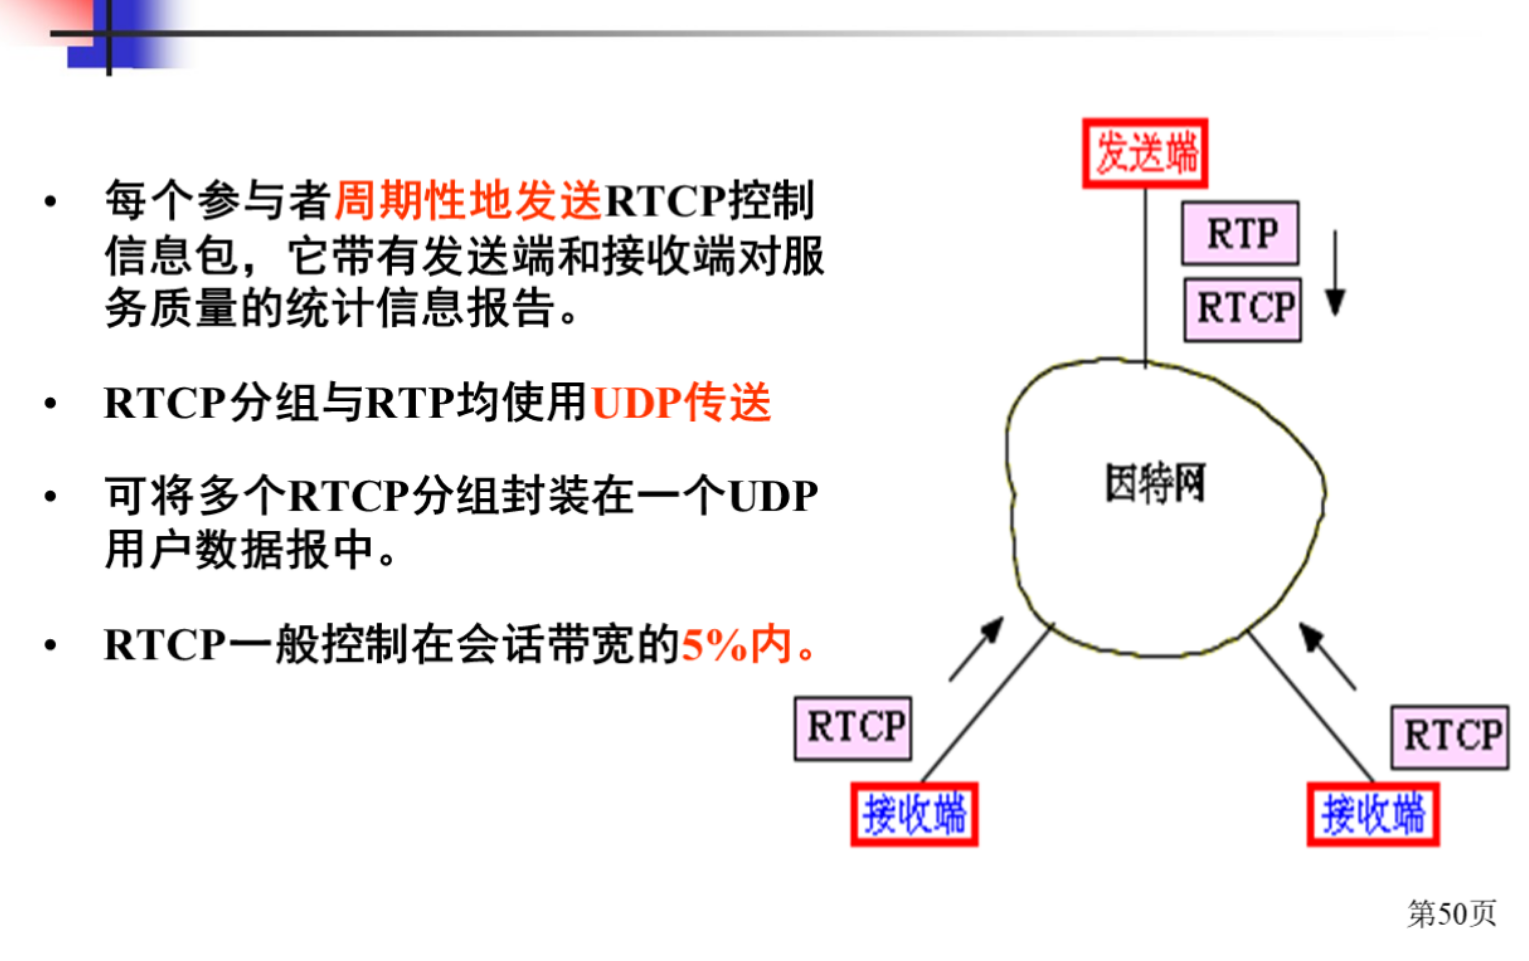 • 每个参与者周期性地发送RTCP控制
信息包，它带有发送端和接收端对服
务质量的统计信息报告。
• RTCP分组与RTP均使用UDP传送
• 可将多个RTCP分组封装在一个UDP
用户数据报中。
• RTCP一般控制在会话带宽的5%内。
发送端
RTP
RTCP
因特网
RTCP
RTCP
接收端
接收端
第50页